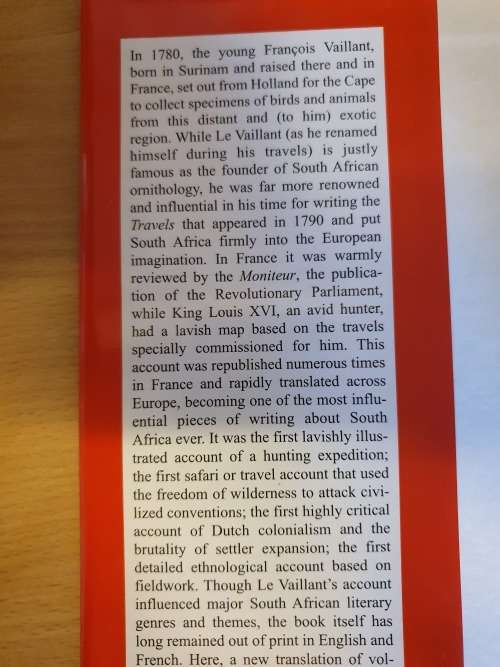 In 1780, the young François Vaillant,
born in Surinam and raised there and in
France, set out from Holland for the Cape
to collect specimens of birds and animals
from this distant and (to him) exotic
region. While Le Vaillant (as he renamed
himself during his travels) is justly
famous as the founder of South African
ornithology, he was far more renowned
and influential in his time for writing the
Travels that appeared in 1790 and put
South Africa firmly into the European
imagination. In France it was warmly
reviewed by the Moniteur, the publica-
tion of the Revolutionary Parliament,
while King Louis XVI, an avid hunter,
had a lavish map based on the travels
specially commissioned for him. This
account was republished numerous times
in France and rapidly translated across
Europe, becoming one of the most influ-
ential pieces of writing about South
Africa ever. It was the first lavishly illus-
trated account of a hunting expedition;
the first safari or travel account that used
the freedom of wilderness to attack civi-
lized conventions; the first highly critical
account of Dutch colonialism and the
brutality of settler expansion; the first
detailed ethnological account based on
fieldwork. Though Le Vaillant's account
influenced major South African literary
genres and themes, the book itself has
long remained out of print in English and
French. Here, a new translation of vol-